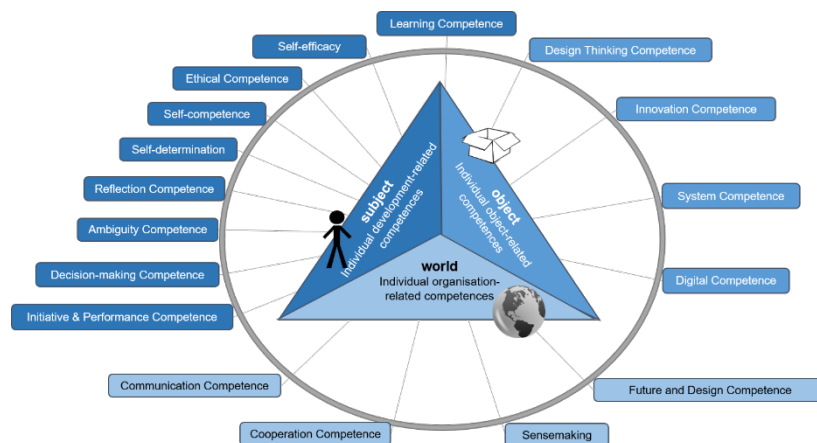 Learning Competence
Self-efficacy
Design Thinking Competence
Ethical Competence
Innovation Competence
Self-competence
Self-determination
Reflection Competence
System Competence
Ambiguity Competence
Decision-making Competence
Digital Competence
Initiative & Performance Competence
subject
Individual development-related
competences
object
Individual object-related
competences
world
Individual organisation-
related competences
Communication Competence
Future and Design Competence
Cooperation Competence
Sensemaking